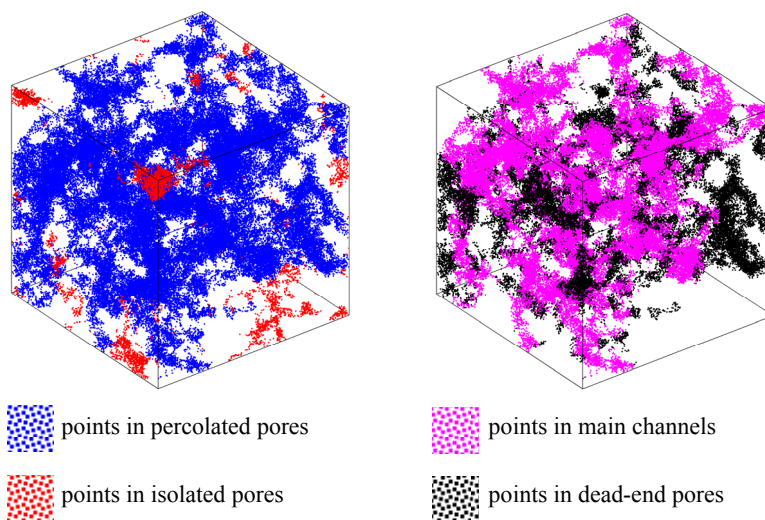 points in percolated pores
points in main channels
points in isolated pores
points in dead-end pores